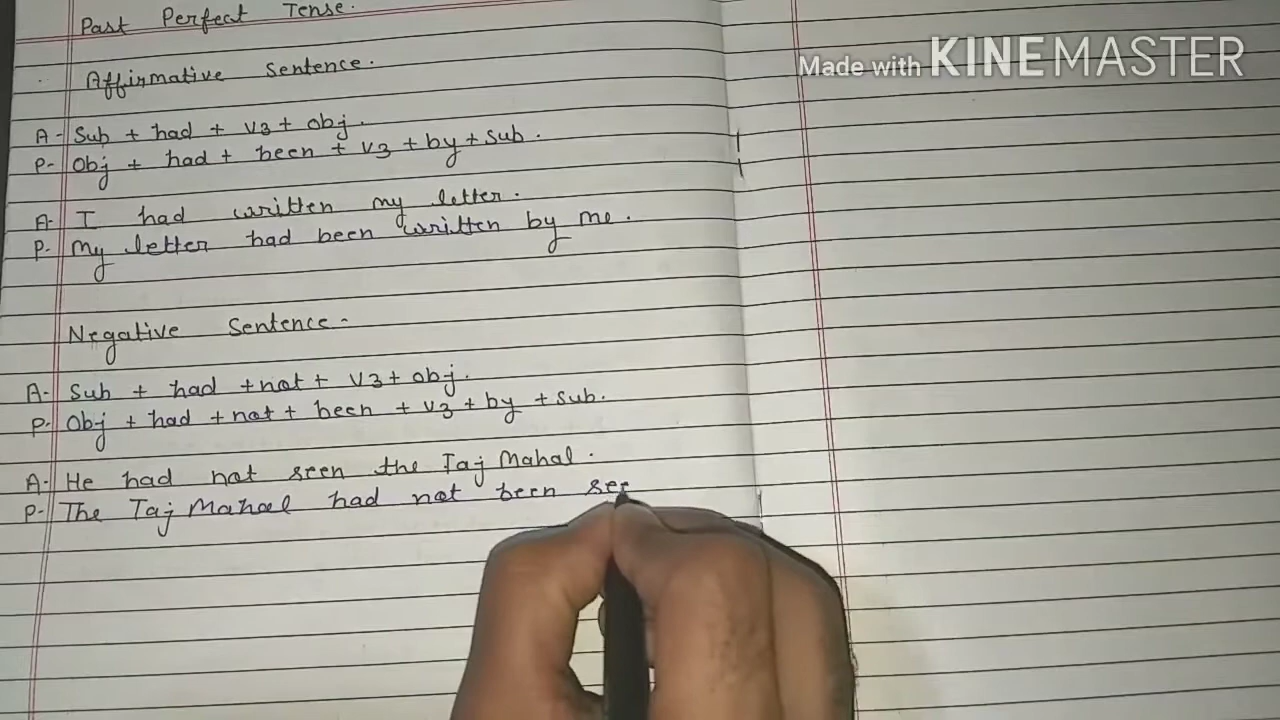 Past Perfect Tense.
Made with KINEMASTER
Affirmative Sentence.
A- Sub + had + V3 + obj.
P- Obj + had + been + V3 + by + sub.
A- I had written my letter.
P- My letter had been written by me.
Negative Sentence-
A- Sub + had + not + V3 + obj.
P- Obj + had + not + been + V3 + by + sub.
A- He had not seen the Taj Mahal.
P- The Taj Mahal had not been see